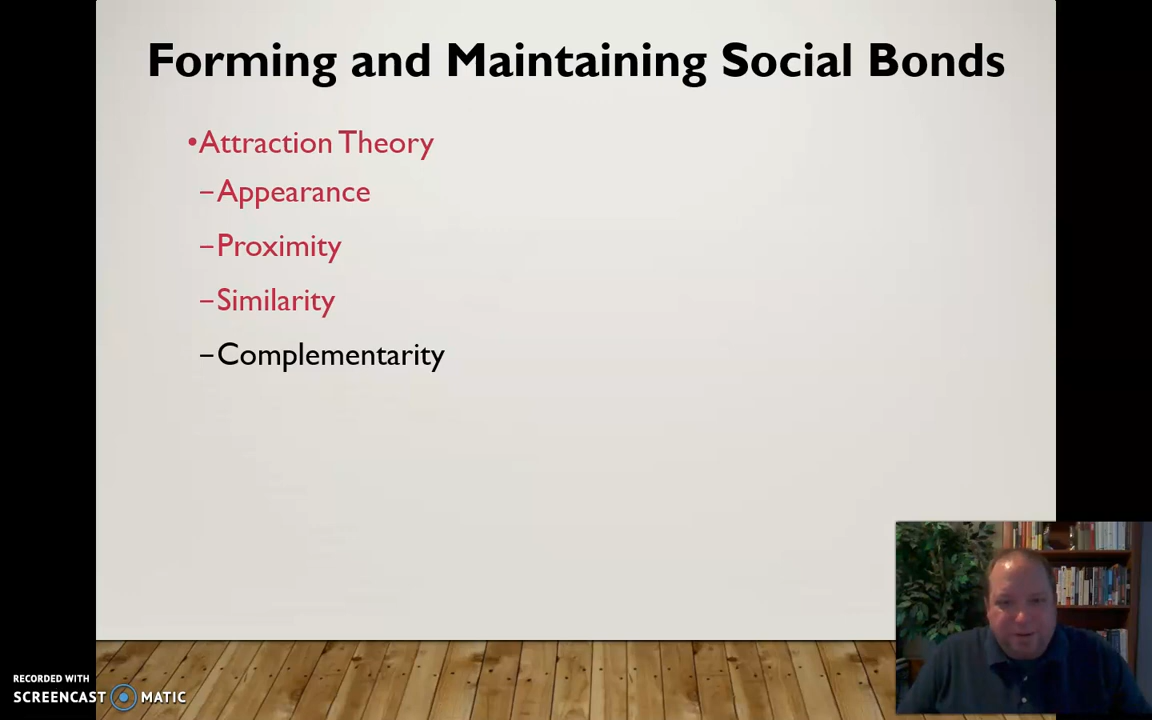 Forming and Maintaining Social Bonds
•Attraction Theory
–Appearance
–Proximity
–Similarity
–Complementarity
RECORDED WITH
SCREENCAST MATIC